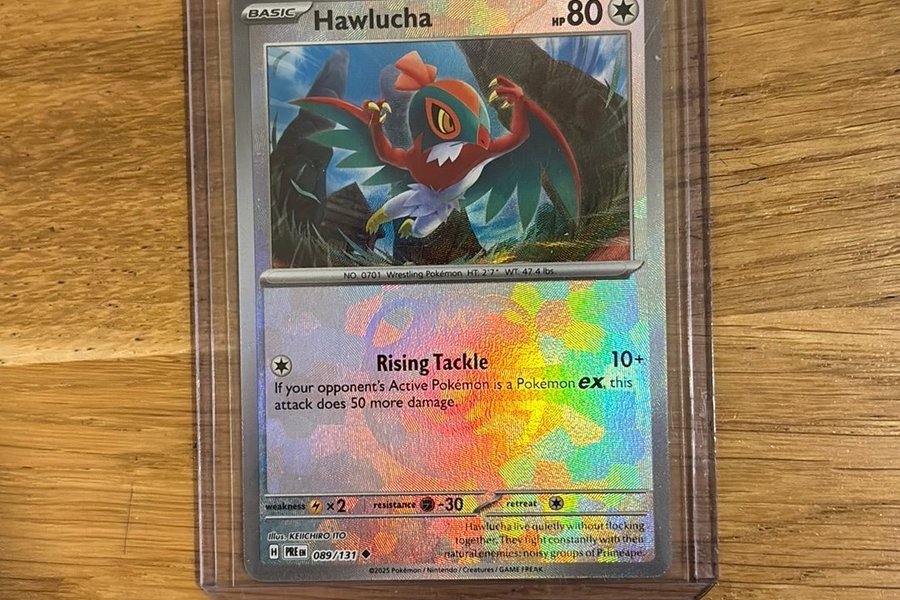 BASIC Hawlucha HP 80
NO. 0701 Wrestling Pokémon HT: 2'7" WT: 47.4 lbs
Rising Tackle 10+
If your opponent's Active Pokémon is a Pokémon ex, this
attack does 50 more damage.
weakness ×2 resistance -30 retreat
Hawlucha live quietly without flocking
Illus. KEIICHIRO ITO
together. They fight constantly with their
H PRE EN 089/131
natural enemies: noisy groups of Primeape.
©2025 Pokémon / Nintendo / Creatures / GAME FREAK